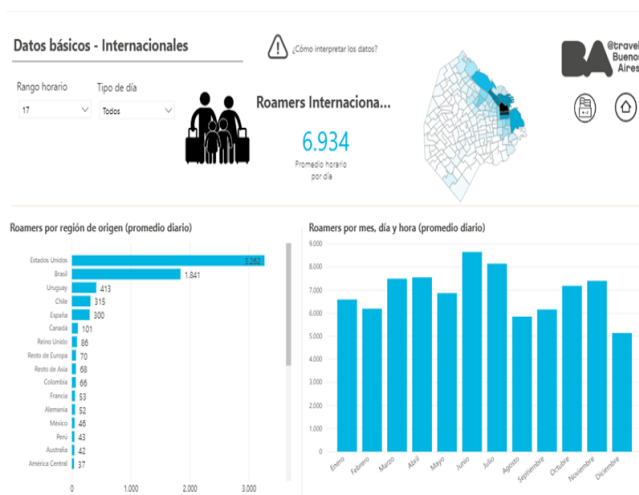 Datos básicos - Internacionales
¿Cómo interpretar los datos?
BA
@travel
Buenos
Aires
Rango horario
17
Tipo de día
Todos
Roamers Internaciona...
6.934
Promedio horario
por día
Roamers por región de origen (promedio diario)
Estados Unidos 3.262
Brasil 1.841
Uruguay 413
Chile 315
España 300
Canadá 101
Reino Unido 86
Resto de Europa 70
Resto de Asia 68
Colombia 66
Francia 53
Alemania 52
México 46
Perú 43
Australia 42
América Central 37
0 1.000 2.000 3.000
Roamers por mes, día y hora (promedio diario)
9.000
8.000
7.000
6.000
5.000
4.000
3.000
2.000
1.000
0
Enero Febrero Marzo Abril Mayo Junio Julio Agosto Septiembre Octubre Noviembre Diciembre